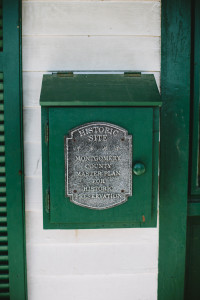 HISTORIC
SITE
MONTGOMERY
COUNTY
MASTER PLAN
FOR
HISTORIC
PRESERVATION